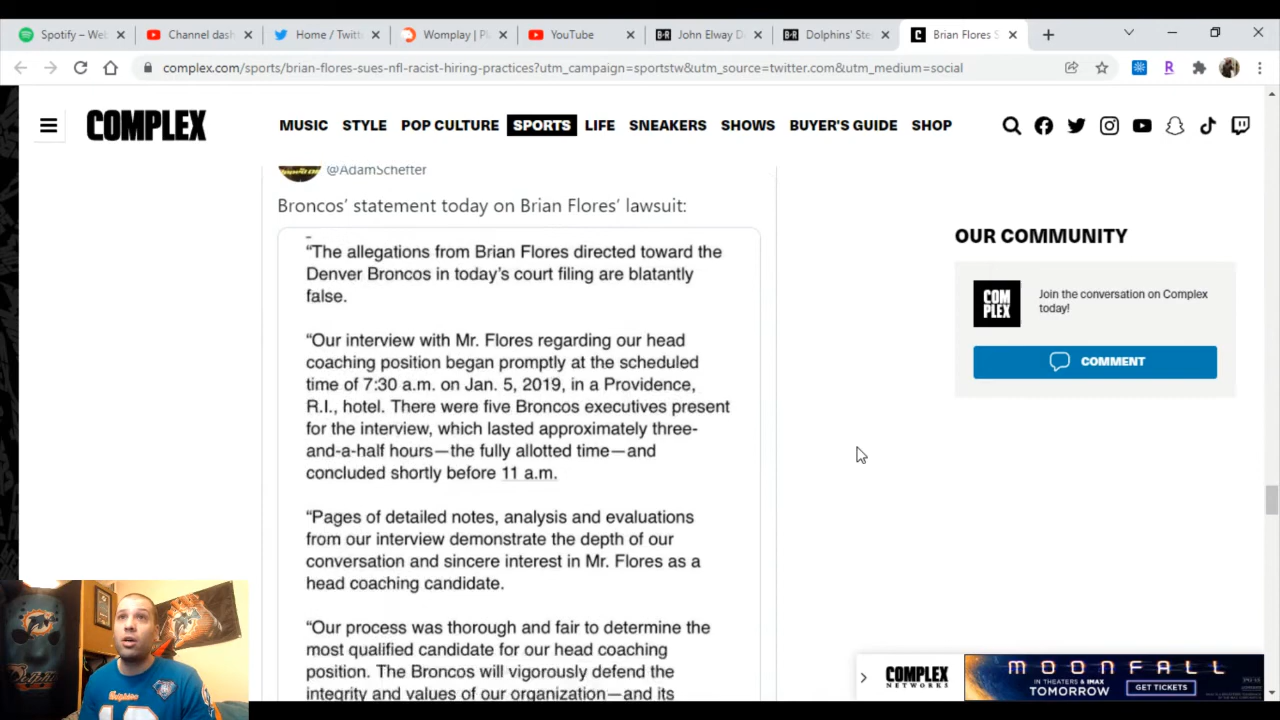 Spotify – Web
Channel dash
Home / Twitt
Womplay | Pl
YouTube
B/R
John Elway D
B/R
Dolphins' Ste
C
Brian Flores S
complex.com/sports/brian-flores-sues-nfl-racist-hiring-practices?utm_campaign=sportstw&utm_source=twitter.com&utm_medium=social
R
COMPLEX
MUSIC STYLE POP CULTURE SPORTS LIFE SNEAKERS SHOWS BUYER'S GUIDE SHOP
@AdamSchefter
Broncos' statement today on Brian Flores' lawsuit:
“The allegations from Brian Flores directed toward the
Denver Broncos in today's court filing are blatantly
false.
“Our interview with Mr. Flores regarding our head
coaching position began promptly at the scheduled
time of 7:30 a.m. on Jan. 5, 2019, in a Providence,
R.I., hotel. There were five Broncos executives present
for the interview, which lasted approximately three-
and-a-half hours—the fully allotted time—and
concluded shortly before 11 a.m.
“Pages of detailed notes, analysis and evaluations
from our interview demonstrate the depth of our
conversation and sincere interest in Mr. Flores as a
head coaching candidate.
“Our process was thorough and fair to determine the
most qualified candidate for our head coaching
position. The Broncos will vigorously defend the
integrity and values of our organization—and its
OUR COMMUNITY
COM
PLEX
Join the conversation on Complex
today!
COMMENT
Dolphins
COMPLEX
NETWORKS
MOONFALL
IN THEATERS & IMAX
TOMORROW
GET TICKETS